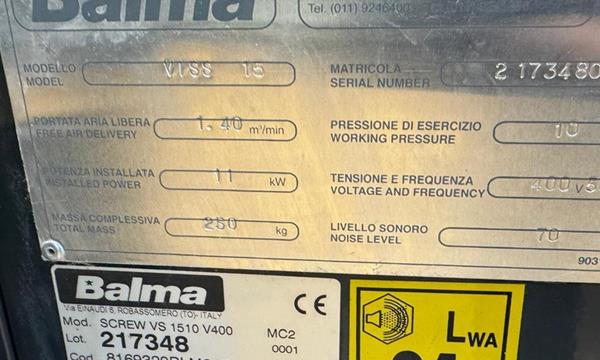 Balma
Tel. (011) 9246400
MODELLO
MODEL
VISS 15
MATRICOLA
SERIAL NUMBER
2 173480
PORTATA ARIA LIBERA
FREE AIR DELIVERY
1.40 m³/min
PRESSIONE DI ESERCIZIO
WORKING PRESSURE
10
POTENZA INSTALLATA
INSTALLED POWER
11 kW
TENSIONE E FREQUENZA
VOLTAGE AND FREQUENCY
400 V
MASSA COMPLESSIVA
TOTAL MASS
280 kg
LIVELLO SONORO
NOISE LEVEL
70
903
Balma CE
Via EINAUDI 6, ROBASSOMERO (TO)- ITALY
Mod. SCREW VS 1510 V400 MC2
Lot. 217348 0001
Cod.
LWA